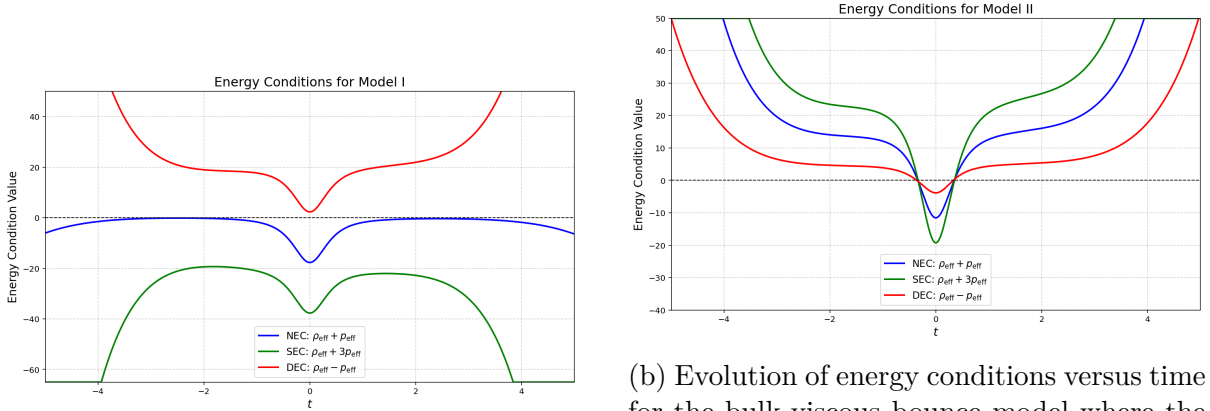 Energy Conditions for Model I
Energy Condition Value
40
20
0
−20
−40
−60
−4
−2
0
2
4
t
NEC: ρeff + peff
SEC: ρeff + 3peff
DEC: ρeff − peff
Energy Conditions for Model II
Energy Condition Value
50
40
30
20
10
0
−10
−20
−30
−40
−4
−2
0
2
4
t
NEC: ρeff + peff
SEC: ρeff + 3peff
DEC: ρeff − peff
(b) Evolution of energy conditions versus time
for the bulk viscous bounce model where the